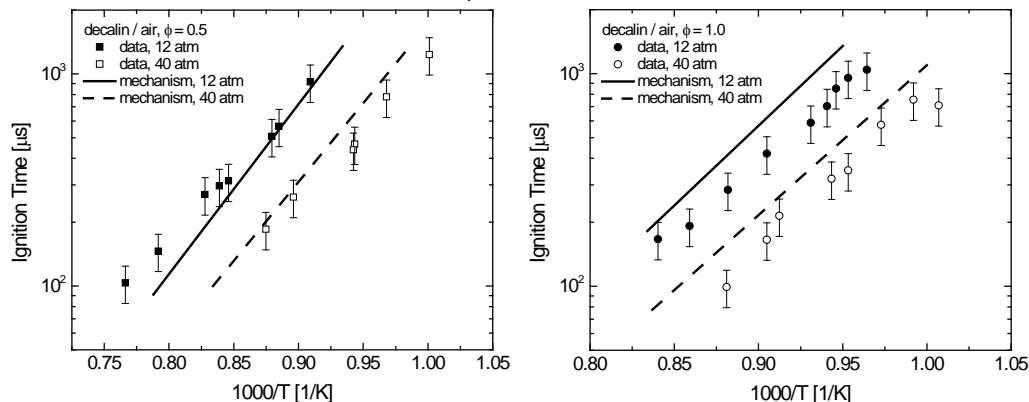 decalin / air, ϕ = 0.5
data, 12 atm
data, 40 atm
mechanism, 12 atm
mechanism, 40 atm
10³
10²
Ignition Time [μs]
0.75 0.80 0.85 0.90 0.95 1.00 1.05
1000/T [1/K]
decalin / air, ϕ = 1.0
data, 12 atm
data, 40 atm
mechanism, 12 atm
mechanism, 40 atm
10³
10²
Ignition Time [μs]
0.80 0.85 0.90 0.95 1.00 1.05
1000/T [1/K]